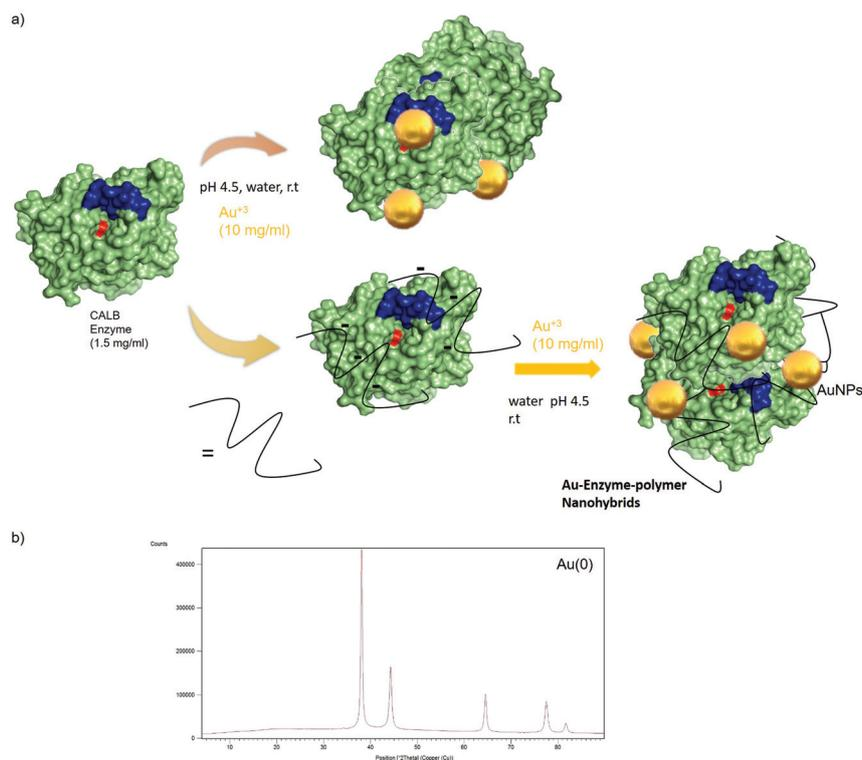 a)
pH 4.5, water, r.t
Au+3
(10 mg/ml)
CALB
Enzyme
(1.5 mg/ml)
-
-
-
-
-
-
Au+3
(10 mg/ml)
water pH 4.5
r.t
=
AuNPs
Au-Enzyme-polymer
Nanohybrids
b)
Counts
Au(0)
400000
300000
200000
100000
0
10 20 30 40 50 60 70 80
Position [°2Theta] (Copper (Cu))